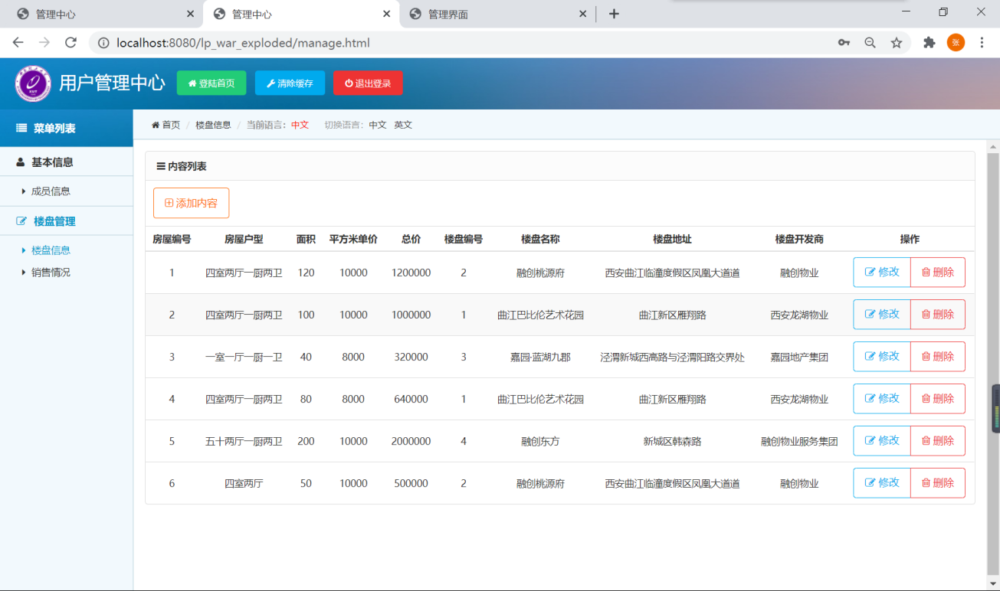 管理中心 管理中心 管理界面
localhost:8080/lp_war_exploded/manage.html 张
用户管理中心 登陆首页 清除缓存 退出登录
菜单列表
首页 / 楼盘信息 / 当前语言：中文 切换语言：中文 英文
基本信息
成员信息
楼盘管理
楼盘信息
销售情况
内容列表
添加内容
房屋编号 房屋户型 面积 平方米单价 总价 楼盘编号 楼盘名称 楼盘地址 楼盘开发商 操作
1 四室两厅一厨两卫 120 10000 1200000 2 融创桃源府 西安曲江临潼度假区凤凰大道道 融创物业 修改 删除
2 四室两厅一厨两卫 100 10000 1000000 1 曲江巴比伦艺术花园 曲江新区雁翔路 西安龙湖物业 修改 删除
3 一室一厅一厨一卫 40 8000 320000 3 嘉园·蓝湖九郡 泾渭新城西高路与泾渭阳路交界处 嘉园地产集团 修改 删除
4 四室两厅一厨两卫 80 8000 640000 1 曲江巴比伦艺术花园 曲江新区雁翔路 西安龙湖物业 修改 删除
5 五十两厅一厨两卫 200 10000 2000000 4 融创东方 新城区韩森路 融创物业服务集团 修改 删除
6 四室两厅 50 10000 500000 2 融创桃源府 西安曲江临潼度假区凤凰大道道 融创物业 修改 删除